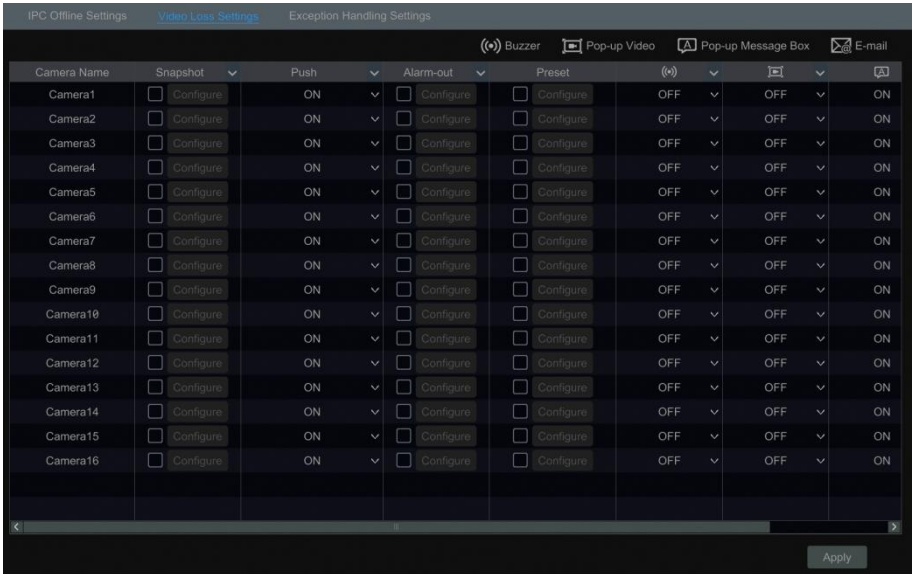 IPC Offline Settings Video Loss Settings Exception Handling Settings
Buzzer Pop-up Video Pop-up Message Box E-mail
Camera Name Snapshot Push Alarm-out Preset
Camera1 Configure ON Configure Configure OFF OFF ON
Camera2 Configure ON Configure Configure OFF OFF ON
Camera3 Configure ON Configure Configure OFF OFF ON
Camera4 Configure ON Configure Configure OFF OFF ON
Camera5 Configure ON Configure Configure OFF OFF ON
Camera6 Configure ON Configure Configure OFF OFF ON
Camera7 Configure ON Configure Configure OFF OFF ON
Camera8 Configure ON Configure Configure OFF OFF ON
Camera9 Configure ON Configure Configure OFF OFF ON
Camera10 Configure ON Configure Configure OFF OFF ON
Camera11 Configure ON Configure Configure OFF OFF ON
Camera12 Configure ON Configure Configure OFF OFF ON
Camera13 Configure ON Configure Configure OFF OFF ON
Camera14 Configure ON Configure Configure OFF OFF ON
Camera15 Configure ON Configure Configure OFF OFF ON
Camera16 Configure ON Configure Configure OFF OFF ON
Apply